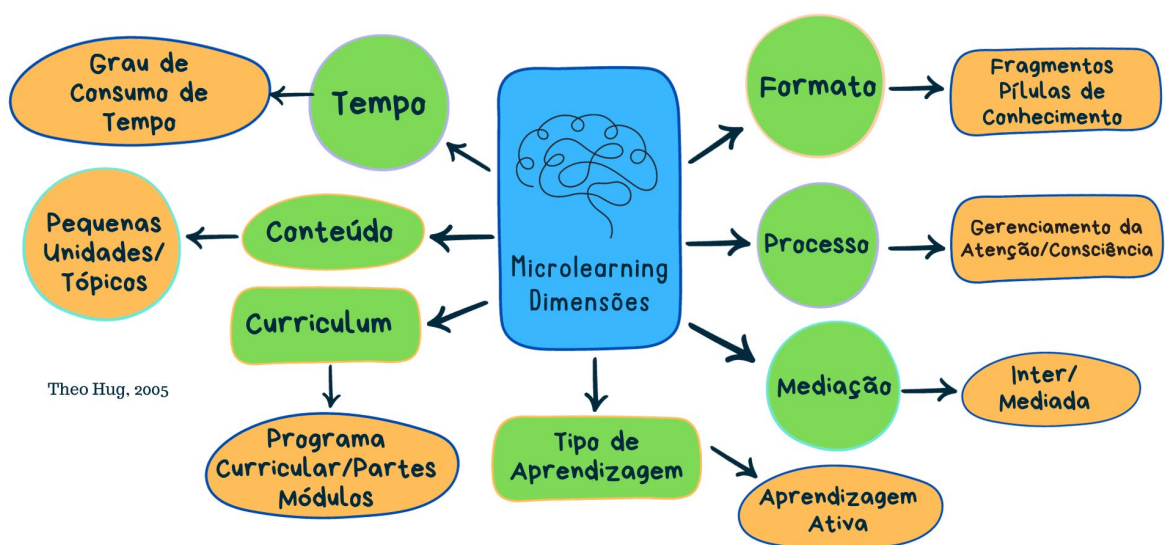 Grau de
Consumo de
Tempo
Tempo
Formato
Fragmentos
Pílulas de
Conhecimento
Pequenas
Unidades/
Tópicos
Conteúdo
Microlearning
Dimensões
Processo
Gerenciamento da
Atenção/Consciência
Curriculum
Theo Hug, 2005
Mediação
Inter/
Mediada
Programa
Curricular/Partes
Módulos
Tipo de
Aprendizagem
Aprendizagem
Ativa